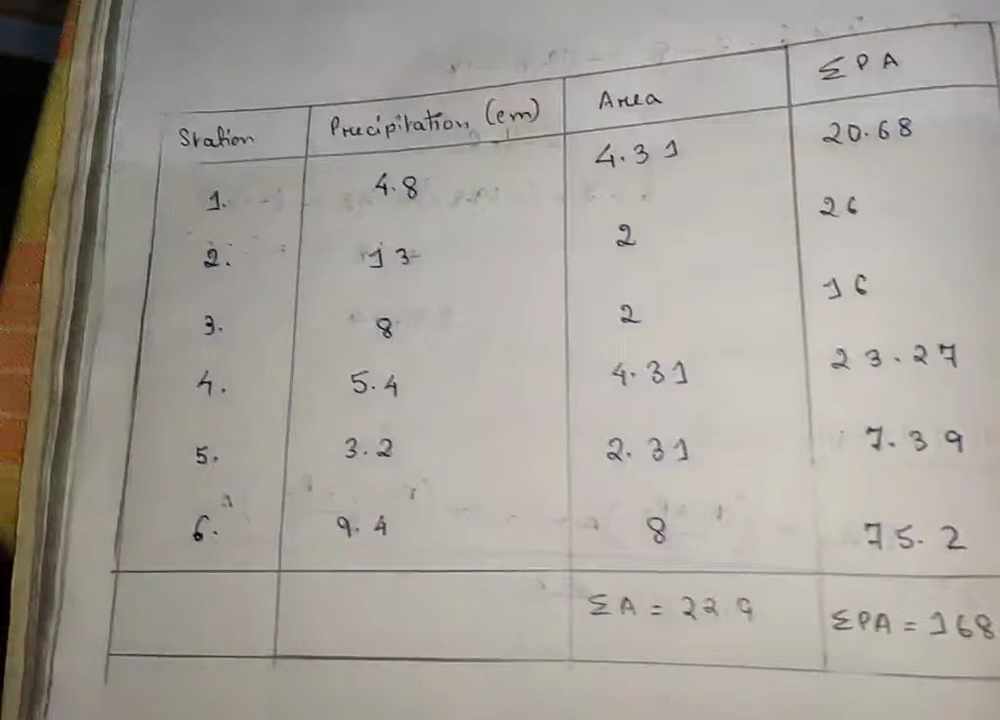 Station Precipitation (cm) Area ΣPA
1. 4.8 4.31 20.68
2. 13 2 26
3. 8 2 16
4. 5.4 4.31 23.27
5. 3.2 2.31 7.39
6. 9.4 8 75.2
ΣA = 22.9 ΣPA = 168